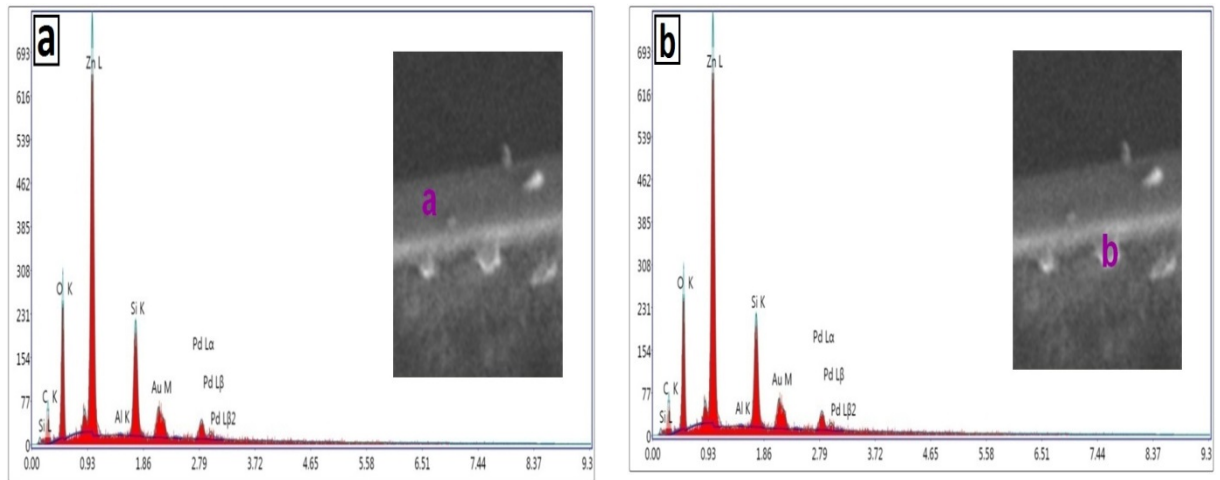 a
693
Zn L
616
539
462
385
308
O K
231
Si K
154
Pd Lα
Au M
Pd Lβ
77
C K
Al K
Pd Lβ2
Si L
0
0.00 0.93 1.86 2.79 3.72 4.65 5.58 6.51 7.44 8.37 9.3
a
b
693
Zn L
616
539
462
385
308
O K
231
Si K
154
Pd Lα
Au M
Pd Lβ
77
C K
Al K
Pd Lβ2
Si L
0
0.00 0.93 1.86 2.79 3.72 4.65 5.58 6.51 7.44 8.37 9.3
b